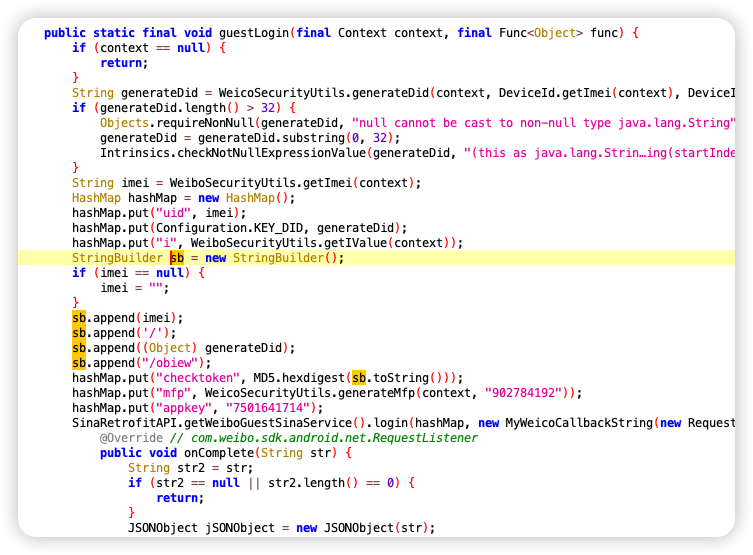 public static final void guestLogin(final Context context, final Func<Object> func) {
if (context == null) {
return;
}
String generateDid = WeicoSecurityUtils.generateDid(context, DeviceId.getImei(context), DeviceI
if (generateDid.length() > 32) {
Objects.requireNonNull(generateDid, "null cannot be cast to non-null type java.lang.String"
generateDid = generateDid.substring(0, 32);
Intrinsics.checkNotNullExpressionValue(generateDid, "(this as java.lang.Strin…ing(startInde
}
String imei = WeiboSecurityUtils.getImei(context);
HashMap hashMap = new HashMap();
hashMap.put("uid", imei);
hashMap.put(Configuration.KEY_DID, generateDid);
hashMap.put("i", WeiboSecurityUtils.getIValue(context));
StringBuilder sb = new StringBuilder();
if (imei == null) {
imei = "";
}
sb.append(imei);
sb.append('/');
sb.append((Object) generateDid);
sb.append("/obiew");
hashMap.put("checktoken", MD5.hexdigest(sb.toString()));
hashMap.put("mfp", WeicoSecurityUtils.generateMfp(context, "902784192"));
hashMap.put("appkey", "7501641714");
SinaRetrofitAPI.getWeiboGuestSinaService().login(hashMap, new MyWeicoCallbackString(new Request
@Override // com.weibo.sdk.android.net.RequestListener
public void onComplete(String str) {
String str2 = str;
if (str2 == null || str2.length() == 0) {
return;
}
JSONObject jSONObject = new JSONObject(str);